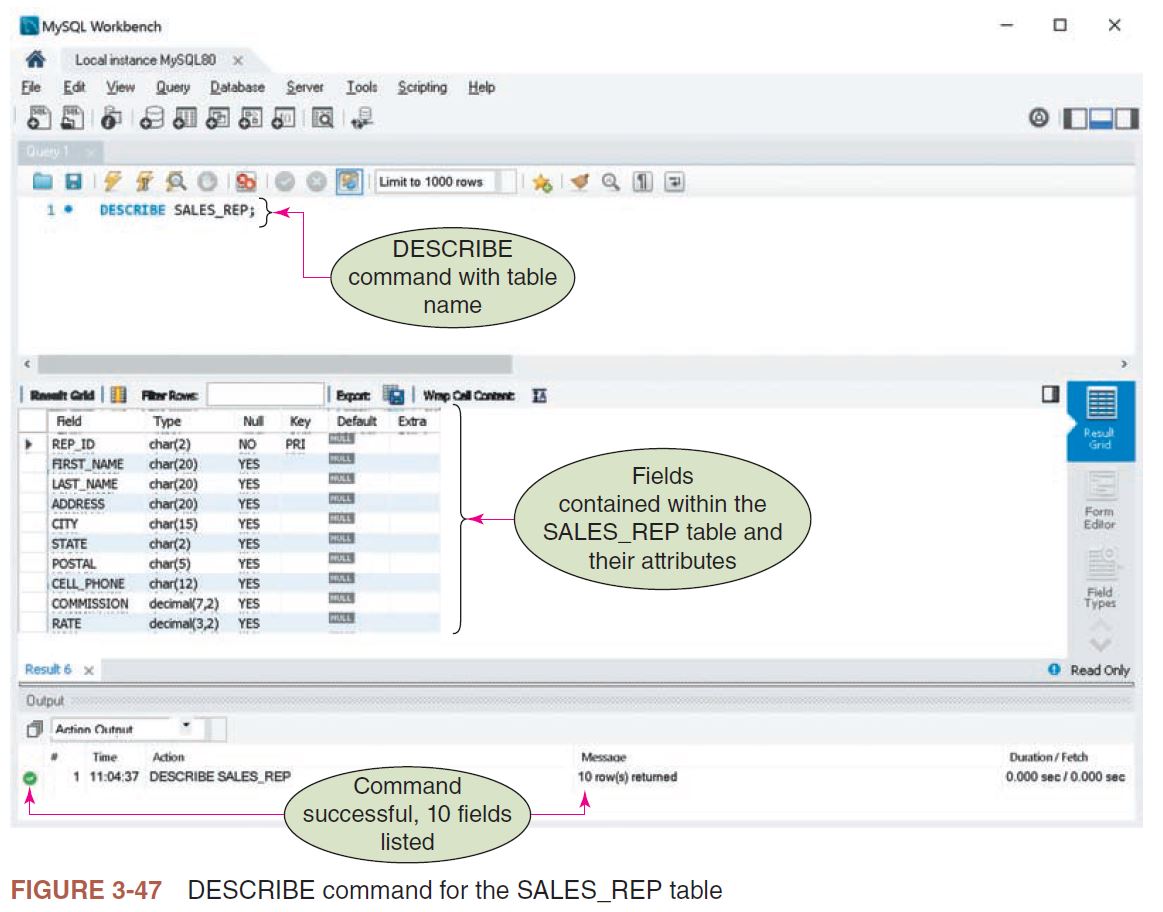 MySQL Workbench
Local instance MySQL80
File Edit View Query Database Server Tools Scripting Help
Query 1
Limit to 1000 rows
1 DESCRIBE SALES_REP;
DESCRIBE
command with table
name
Result Grid Filter Rows: Export: Wrap Cell Content:
Field Type Null Key Default Extra
REP_ID char(2) NO PRI NULL
FIRST_NAME char(20) YES NULL
LAST_NAME char(20) YES NULL
ADDRESS char(20) YES NULL
CITY char(15) YES NULL
STATE char(2) YES NULL
POSTAL char(5) YES NULL
CELL_PHONE char(12) YES NULL
COMMISSION decimal(7,2) YES NULL
RATE decimal(3,2) YES NULL
Fields
contained within the
SALES_REP table and
their attributes
Result
Grid
Form
Editor
Field
Types
Result 6
Read Only
Output
Action Output
# Time Action Message Duration / Fetch
1 11:04:37 DESCRIBE SALES_REP 10 row(s) returned 0.000 sec / 0.000 sec
Command
successful, 10 fields
listed
FIGURE 3-47 DESCRIBE command for the SALES_REP table